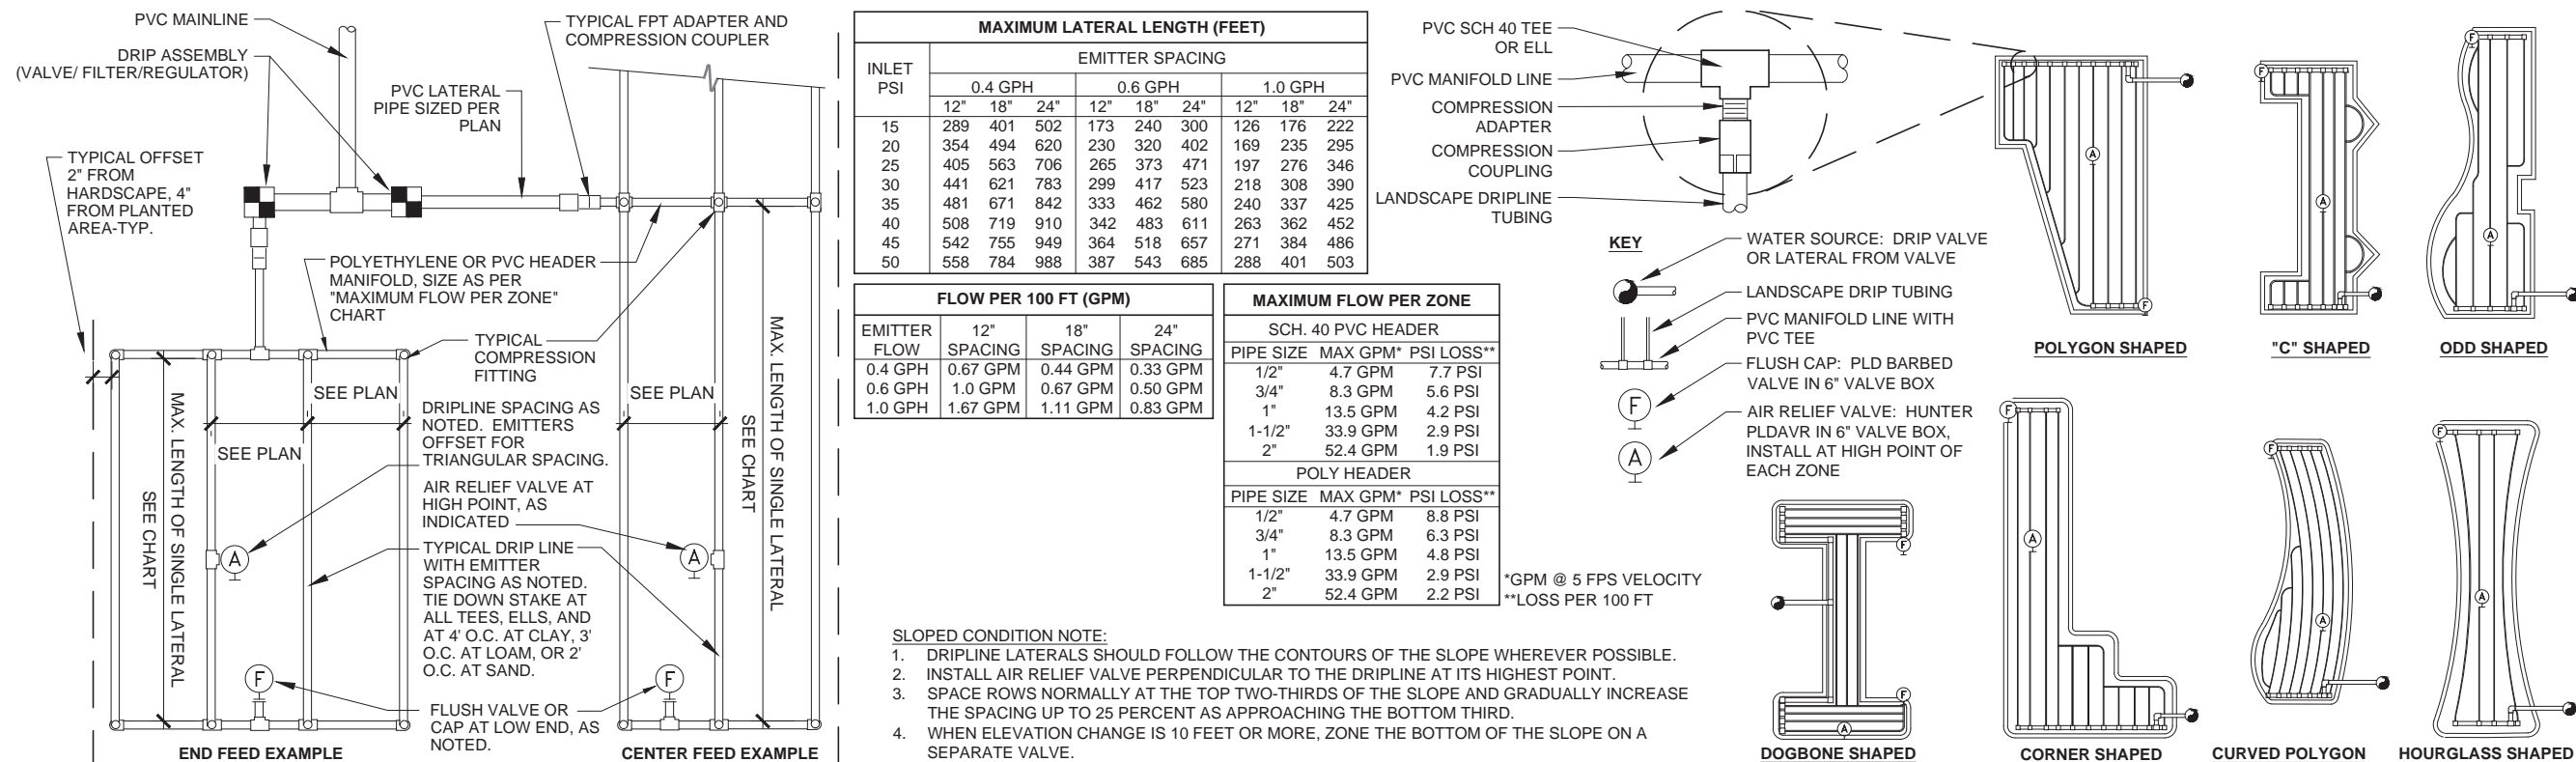 PVC MAINLINE
DRIP ASSEMBLY
(VALVE/ FILTER/REGULATOR)
TYPICAL FPT ADAPTER AND
COMPRESSION COUPLER
PVC LATERAL
PIPE SIZED PER
PLAN
TYPICAL OFFSET
2" FROM
HARDSCAPE, 4"
FROM PLANTED
AREA-TYP.
POLYETHYLENE OR PVC HEADER
MANIFOLD, SIZE AS PER
"MAXIMUM FLOW PER ZONE"
CHART
TYPICAL
COMPRESSION
FITTING
SEE PLAN
SEE PLAN
SEE PLAN
MAX. LENGTH OF SINGLE LATERAL
SEE CHART
DRIPLINE SPACING AS
NOTED. EMITTERS
OFFSET FOR
TRIANGULAR SPACING.
AIR RELIEF VALVE AT
HIGH POINT, AS
INDICATED
TYPICAL DRIP LINE
WITH EMITTER
SPACING AS NOTED.
TIE DOWN STAKE AT
ALL TEES, ELLS, AND
AT 4' O.C. AT CLAY, 3'
O.C. AT LOAM, OR 2'
O.C. AT SAND.
FLUSH VALVE OR
CAP AT LOW END, AS
NOTED.
A
F
A
F
MAX. LENGTH OF SINGLE LATERAL
SEE CHART
END FEED EXAMPLE
CENTER FEED EXAMPLE
MAXIMUM LATERAL LENGTH (FEET)
INLET
PSI
EMITTER SPACING
0.4 GPH 0.6 GPH 1.0 GPH
12" 18" 24" 12" 18" 24" 12" 18" 24"
15 289 401 502 173 240 300 126 176 222
20 354 494 620 230 320 402 169 235 295
25 405 563 706 265 373 471 197 276 346
30 441 621 783 299 417 523 218 308 390
35 481 671 842 333 462 580 240 337 425
40 508 719 910 342 483 611 263 362 452
45 542 755 949 364 518 657 271 384 486
50 558 784 988 387 543 685 288 401 503
FLOW PER 100 FT (GPM)
EMITTER 12" 18" 24"
FLOW SPACING SPACING SPACING
0.4 GPH 0.67 GPM 0.44 GPM 0.33 GPM
0.6 GPH 1.0 GPM 0.67 GPM 0.50 GPM
1.0 GPH 1.67 GPM 1.11 GPM 0.83 GPM
MAXIMUM FLOW PER ZONE
SCH. 40 PVC HEADER
PIPE SIZE MAX GPM* PSI LOSS**
1/2" 4.7 GPM 7.7 PSI
3/4" 8.3 GPM 5.6 PSI
1" 13.5 GPM 4.2 PSI
1-1/2" 33.9 GPM 2.9 PSI
2" 52.4 GPM 1.9 PSI
POLY HEADER
PIPE SIZE MAX GPM* PSI LOSS**
1/2" 4.7 GPM 8.8 PSI
3/4" 8.3 GPM 6.3 PSI
1" 13.5 GPM 4.8 PSI
1-1/2" 33.9 GPM 2.9 PSI
2" 52.4 GPM 2.2 PSI
*GPM @ 5 FPS VELOCITY
**LOSS PER 100 FT
SLOPED CONDITION NOTE:
1. DRIPLINE LATERALS SHOULD FOLLOW THE CONTOURS OF THE SLOPE WHEREVER POSSIBLE.
2. INSTALL AIR RELIEF VALVE PERPENDICULAR TO THE DRIPLINE AT ITS HIGHEST POINT.
3. SPACE ROWS NORMALLY AT THE TOP TWO-THIRDS OF THE SLOPE AND GRADUALLY INCREASE
THE SPACING UP TO 25 PERCENT AS APPROACHING THE BOTTOM THIRD.
4. WHEN ELEVATION CHANGE IS 10 FEET OR MORE, ZONE THE BOTTOM OF THE SLOPE ON A
SEPARATE VALVE.
PVC SCH 40 TEE
OR ELL
PVC MANIFOLD LINE
COMPRESSION
ADAPTER
COMPRESSION
COUPLING
LANDSCAPE DRIPLINE
TUBING
KEY
WATER SOURCE: DRIP VALVE
OR LATERAL FROM VALVE
LANDSCAPE DRIP TUBING
PVC MANIFOLD LINE WITH
PVC TEE
F
FLUSH CAP: PLD BARBED
VALVE IN 6" VALVE BOX
A
AIR RELIEF VALVE: HUNTER
PLDAVR IN 6" VALVE BOX,
INSTALL AT HIGH POINT OF
EACH ZONE
A
F
POLYGON SHAPED
F
A
"C" SHAPED
F
A
ODD SHAPED
F
F
A
DOGBONE SHAPED
F
A
CORNER SHAPED
F
A
CURVED POLYGON
F
A
HOURGLASS SHAPED